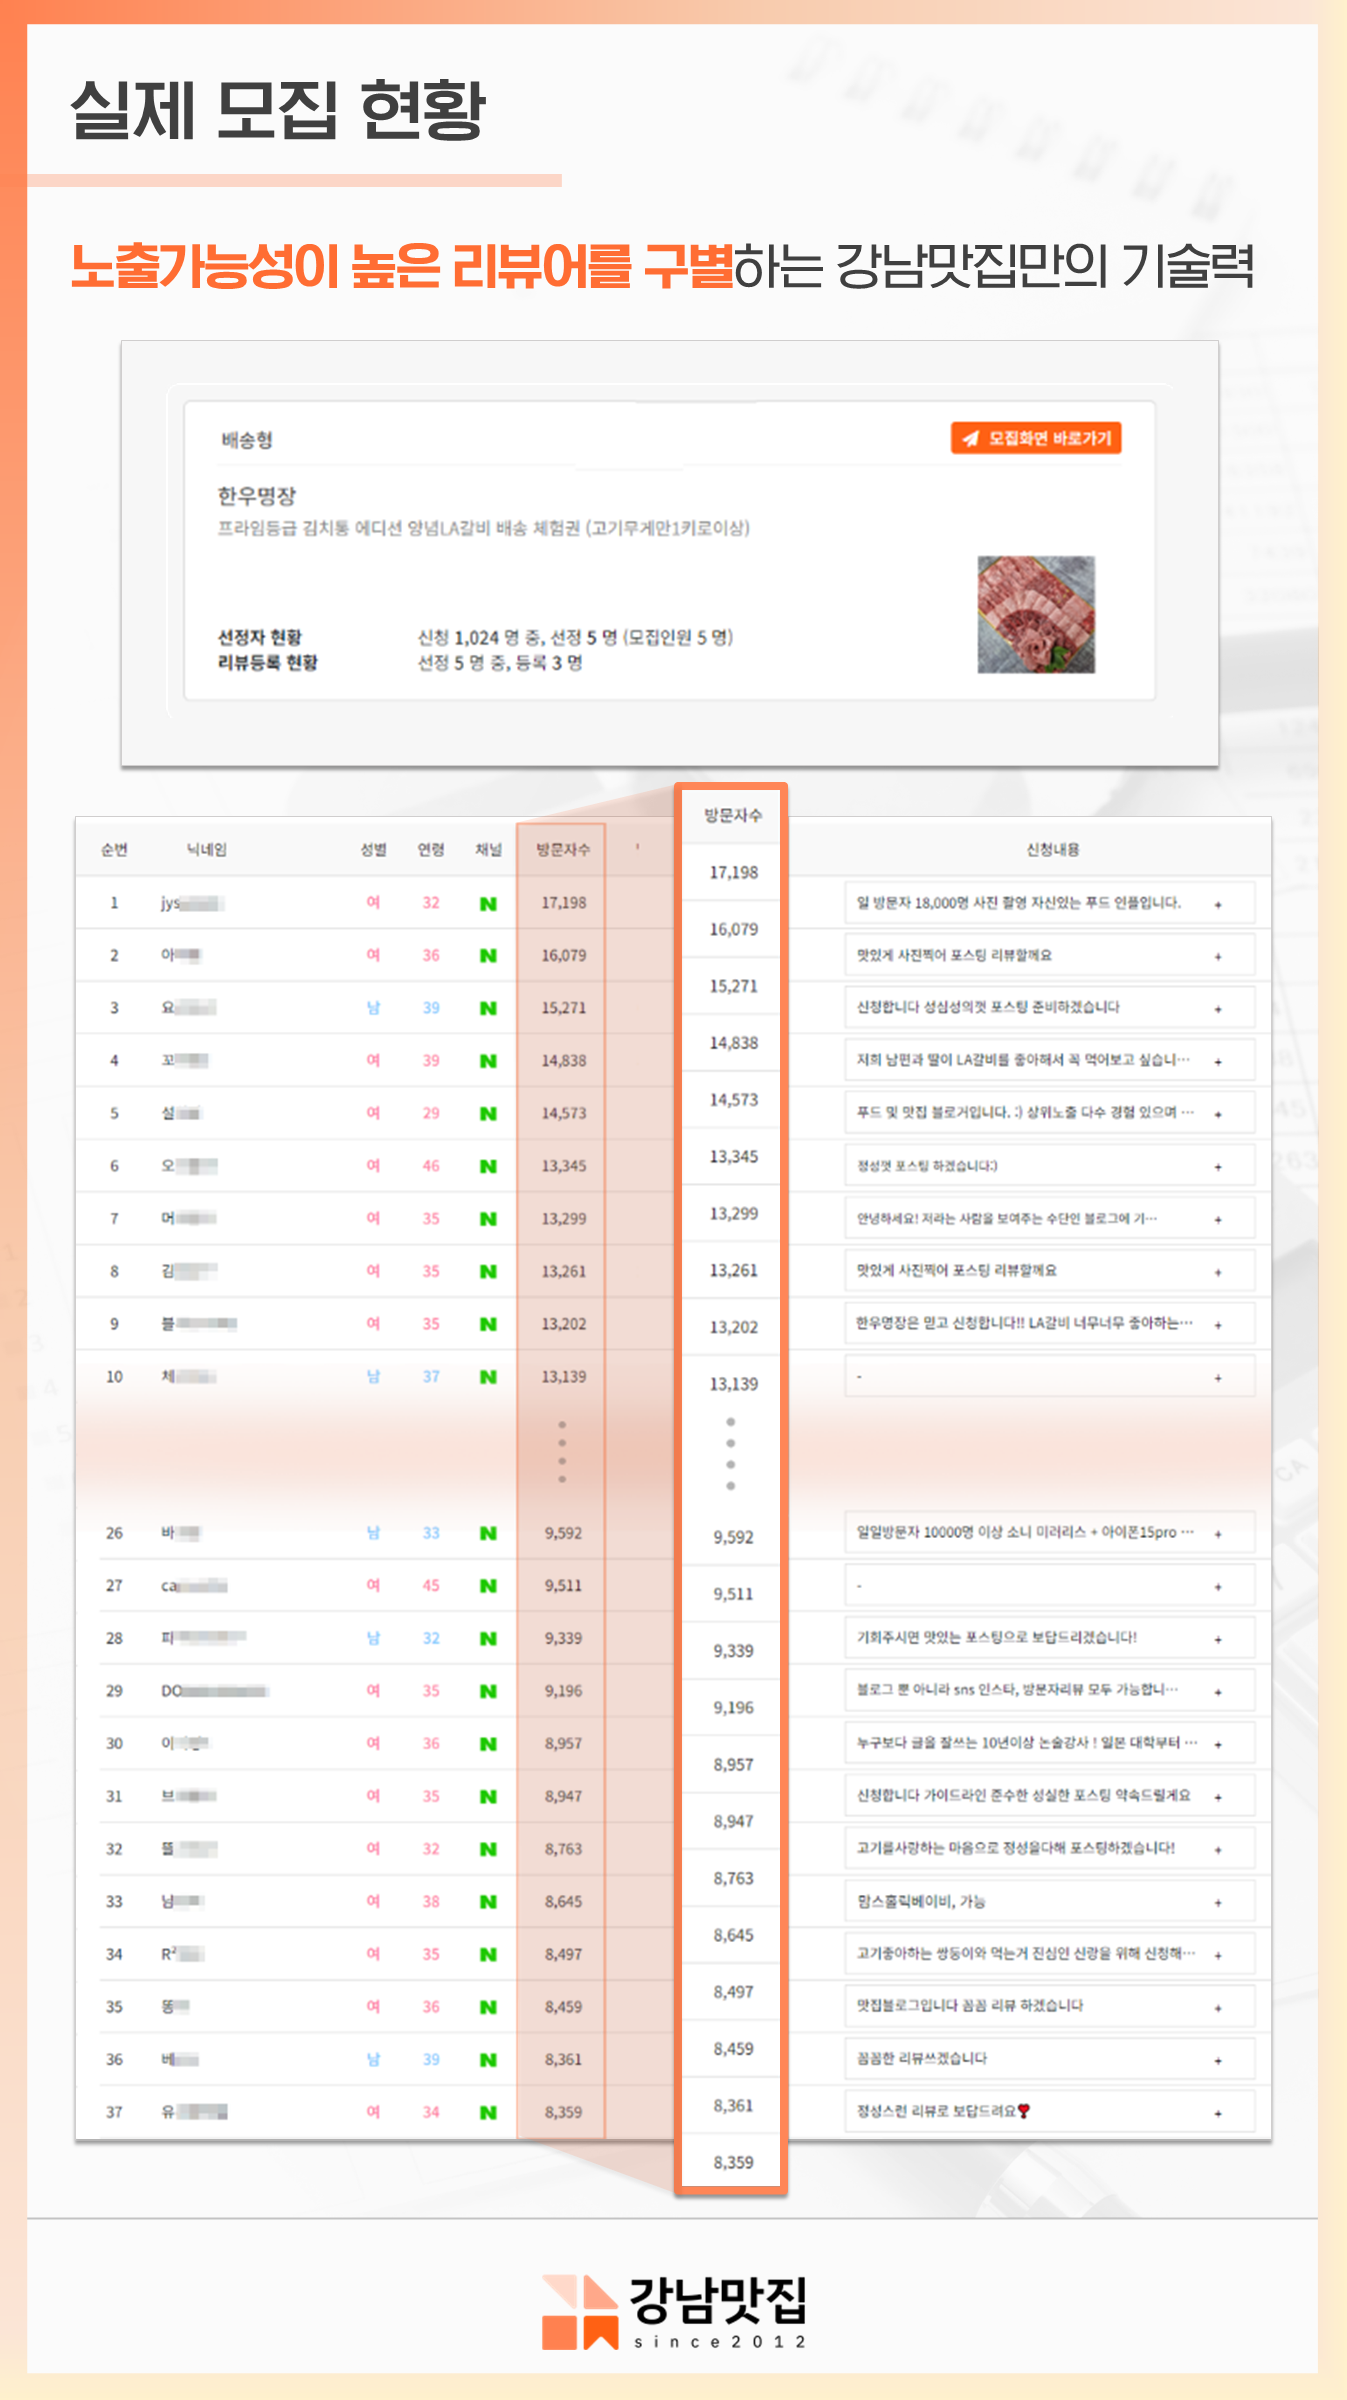 실제 모집 현황
노출가능성이 높은 리뷰어를 구별하는 강남맛집만의 기술력
배송형
모집화면 바로가기
한우명장
프라임등급 김치통 에디션 양념LA갈비 배송 체험권 (고기무게만1키로이상)
선정자 현황 신청 1,024 명 중, 선정 5 명 (모집인원 5 명)
리뷰등록 현황 선정 5 명 중, 등록 3 명
순번 닉네임 성별 연령 채널 방문자수 방문자수 신청내용
1 jys 여 32 N 17,198 17,198 일 방문자 18,000명 사진 촬영 자신있는 푸드 인플입니다. +
2 아 여 36 N 16,079 16,079 맛있게 사진찍어 포스팅 리뷰할께요 +
3 요 남 39 N 15,271 15,271 신청합니다 성심성의껏 포스팅 준비하겠습니다 +
4 꼬 여 39 N 14,838 14,838 저희 남편과 딸이 LA갈비를 좋아해서 꼭 먹어보고 싶습니… +
5 설 여 29 N 14,573 14,573 푸드 및 맛집 블로거입니다. :) 상위노출 다수 경험 있으며 … +
6 오 여 46 N 13,345 13,345 정성껏 포스팅 하겠습니다:) +
7 머 여 35 N 13,299 13,299 안녕하세요! 저라는 사람을 보여주는 수단인 블로그에 기… +
8 김 여 35 N 13,261 13,261 맛있게 사진찍어 포스팅 리뷰할께요 +
9 블 여 35 N 13,202 13,202 한우명장은 믿고 신청합니다!! LA갈비 너무너무 좋아하는… +
10 체 남 37 N 13,139 13,139 - +
26 바 남 33 N 9,592 9,592 일일방문자 10000명 이상 소니 미러리스 + 아이폰15pro … +
27 ca 여 45 N 9,511 9,511 - +
28 파 남 32 N 9,339 9,339 기회주시면 맛있는 포스팅으로 보답드리겠습니다! +
29 DO 여 35 N 9,196 9,196 블로그 뿐 아니라 sns 인스타, 방문자리뷰 모두 가능합니… +
30 이 여 36 N 8,957 8,957 누구보다 글을 잘쓰는 10년이상 논술강사 ! 일본 대학부터 … +
31 브 여 35 N 8,947 8,947 신청합니다 가이드라인 준수한 성실한 포스팅 약속드릴게요 +
32 뜰 여 32 N 8,763 8,763 고기를사랑하는 마음으로 정성을다해 포스팅하겠습니다! +
33 넘 여 38 N 8,645 8,645 맘스홀릭베이비, 가능 +
34 R 여 35 N 8,497 8,497 고기좋아하는 쌍둥이와 먹는거 진심인 신랑을 위해 신청해… +
35 똥 여 36 N 8,459 8,459 맛집블로그입니다 꼼꼼 리뷰 하겠습니다 +
36 베 남 39 N 8,361 8,361 꼼꼼한 리뷰쓰겠습니다 +
37 유 여 34 N 8,359 8,359 정성스런 리뷰로 보답드려요❣ +
강남맛집
since2012